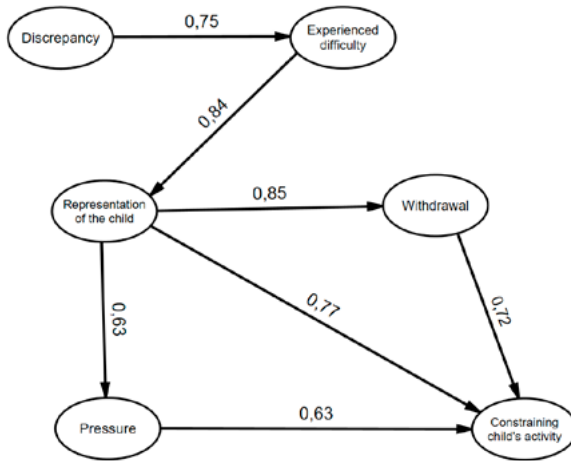 0,75
Discrepancy
Experienced
difficulty
0,84
Representation
of the child
0,85
Withdrawal
0,63
0,77
0,72
Pressure
0,63
Constraining
child's activity